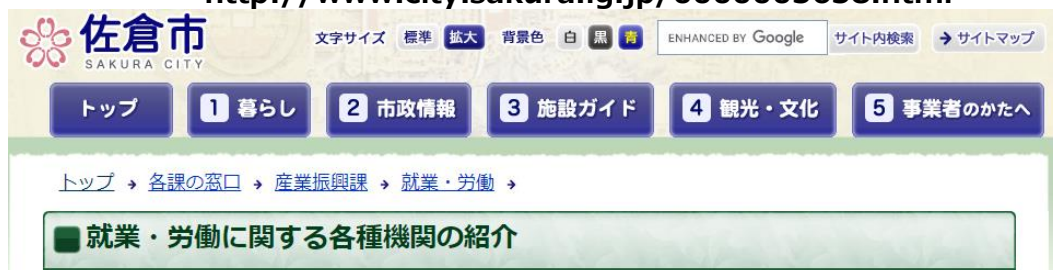 佐倉市
SAKURA CITY
文字サイズ 標準 拡大 背景色 白 黒 青 ENHANCED BY Google サイト内検索 サイトマップ
トップ 1 暮らし 2 市政情報 3 施設ガイド 4 観光・文化 5 事業者のかたへ
トップ 各課の窓口 産業振興課 就業・労働
就業・労働に関する各種機関の紹介